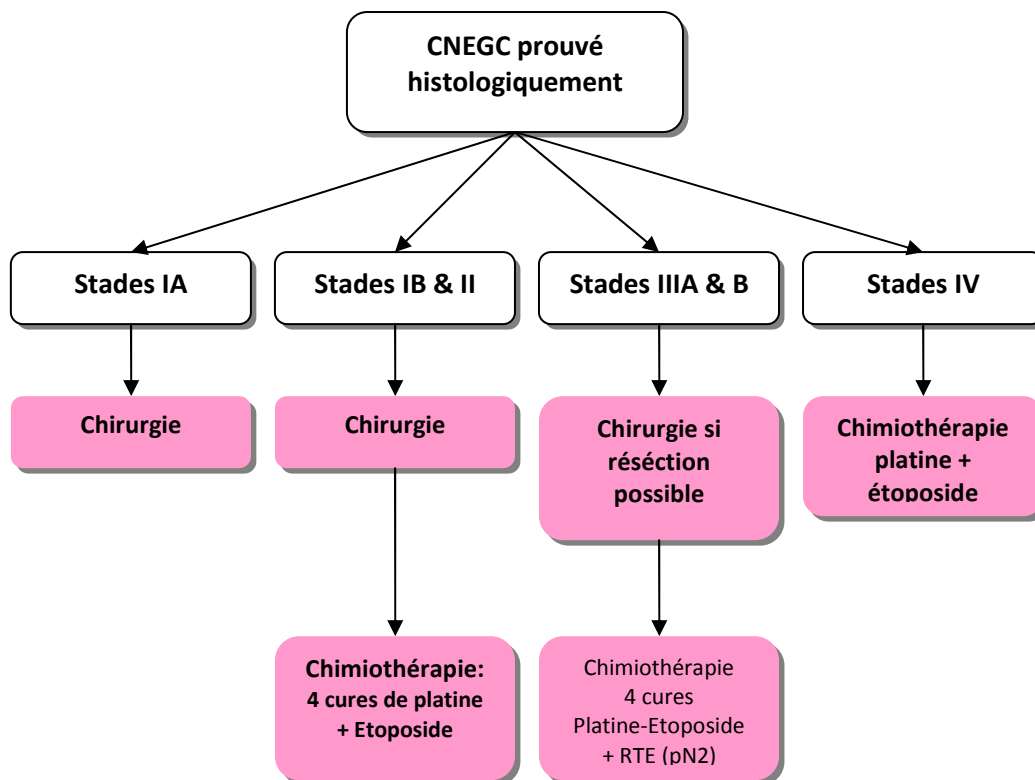 CNEGC prouvé
histologiquement
Stades IA
Stades IB & II
Stades IIIA & B
Stades IV
Chirurgie
Chirurgie
Chirurgie si
réséction
possible
Chimiothérapie
platine +
étoposide
Chimiothérapie:
4 cures de platine
+ Etoposide
Chimiothérapie
4 cures
Platine-Etoposide
+ RTE (pN2)